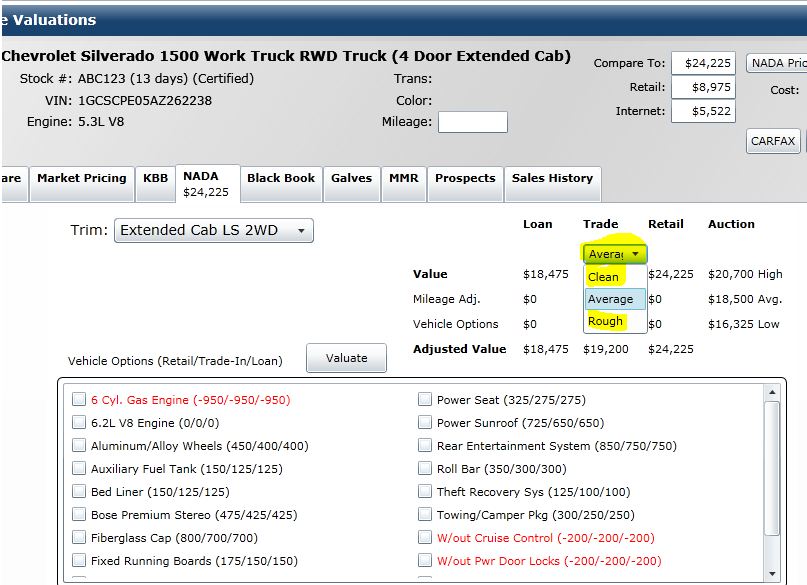 e Valuations
Chevrolet Silverado 1500 Work Truck RWD Truck (4 Door Extended Cab)
Stock #: ABC123 (13 days) (Certified)
VIN: 1GCSCPE05AZ262238
Engine: 5.3L V8
Trans:
Color:
Mileage:
Compare To: $24,225 NADA Pric
Retail: $8,975 Cost:
Internet: $5,522
CARFAX
are Market Pricing KBB NADA Black Book Galves MMR Prospects Sales History
$24,225
Trim: Extended Cab LS 2WD
Loan Trade Retail Auction
Averag
Clean
Average
Rough
Value $18,475 $24,225 $20,700 High
Mileage Adj. $0 $0 $18,500 Avg.
Vehicle Options $0 $0 $16,325 Low
Adjusted Value $18,475 $19,200 $24,225
Vehicle Options (Retail/Trade-In/Loan) Valuate
6 Cyl. Gas Engine (-950/-950/-950) Power Seat (325/275/275)
6.2L V8 Engine (0/0/0) Power Sunroof (725/650/650)
Aluminum/Alloy Wheels (450/400/400) Rear Entertainment System (850/750/750)
Auxiliary Fuel Tank (150/125/125) Roll Bar (350/300/300)
Bed Liner (150/125/125) Theft Recovery Sys (125/100/100)
Bose Premium Stereo (475/425/425) Towing/Camper Pkg (300/250/250)
Fiberglass Cap (800/700/700) W/out Cruise Control (-200/-200/-200)
Fixed Running Boards (175/150/150) W/out Pwr Door Locks (-200/-200/-200)